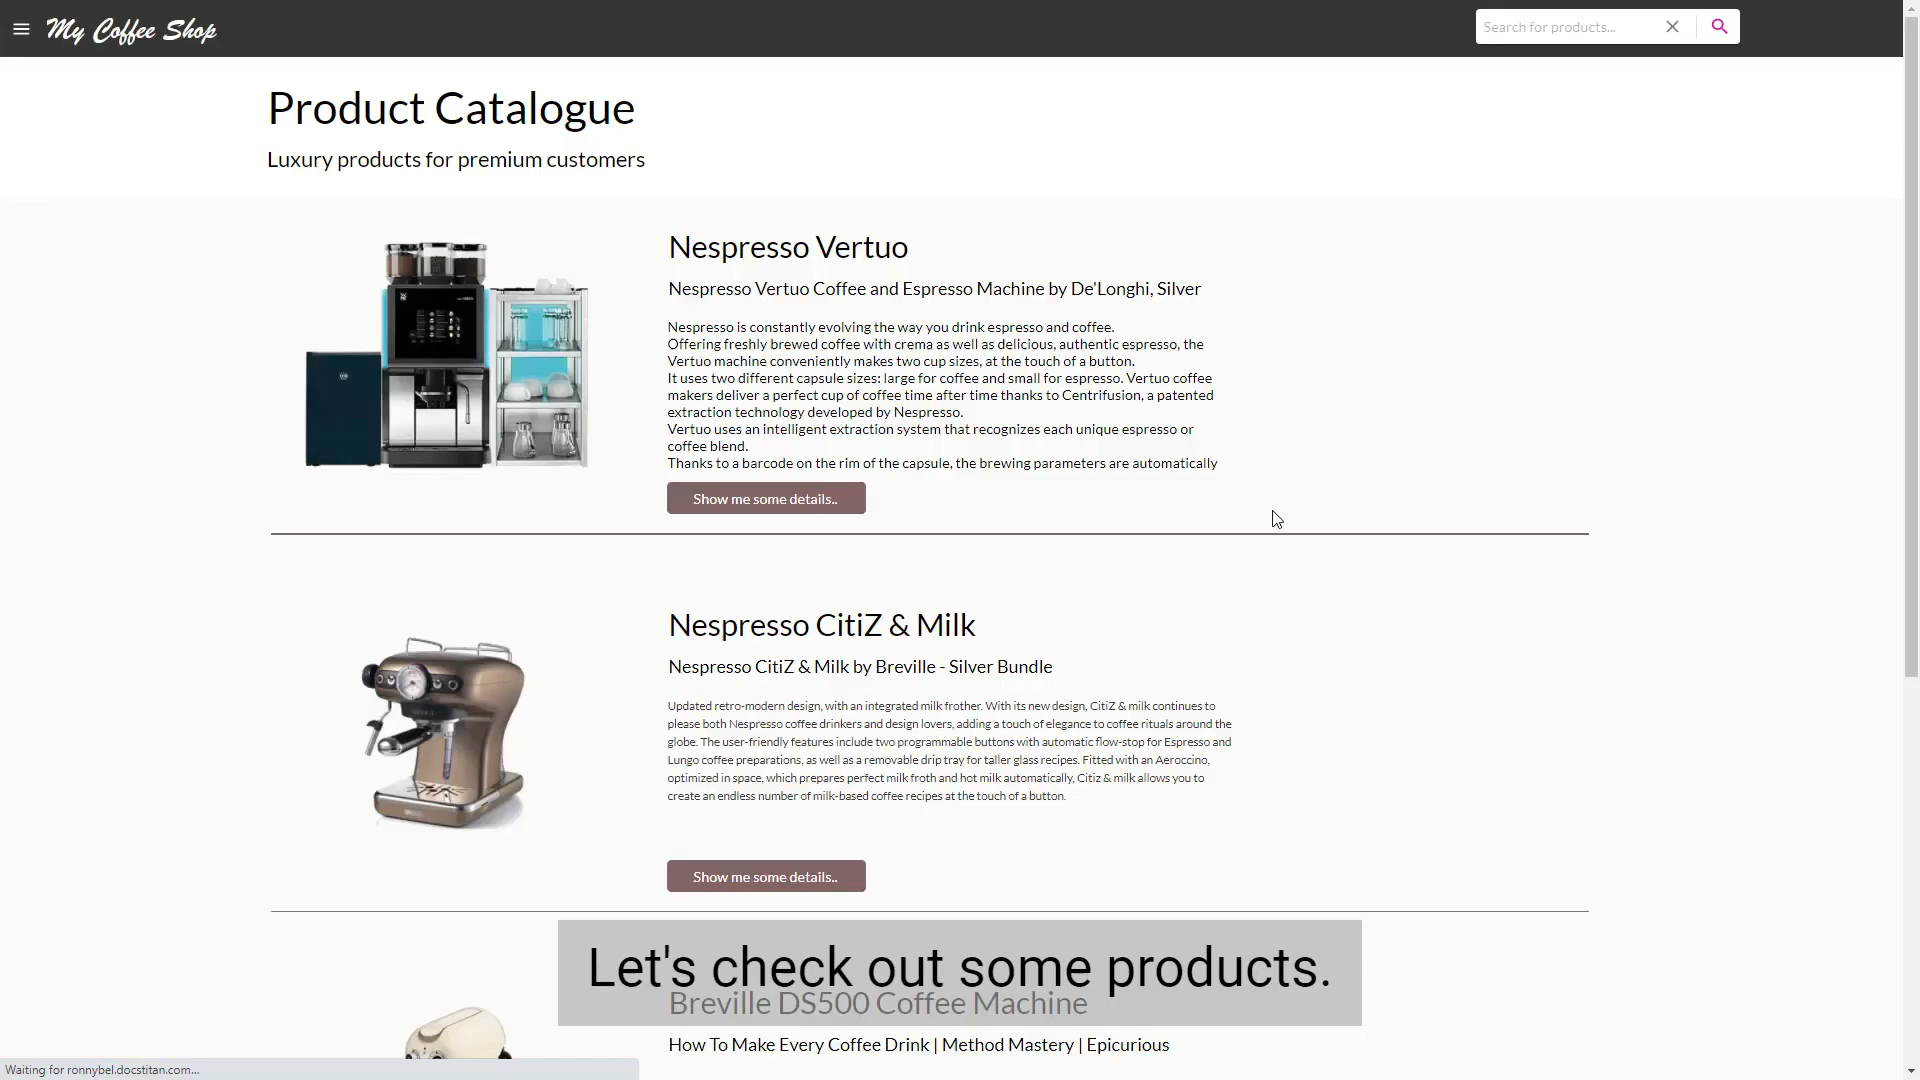 My Coffee Shop
Search for products...
Product Catalogue
Luxury products for premium customers
Nespresso Vertuo
Nespresso Vertuo Coffee and Espresso Machine by De'Longhi, Silver
Nespresso is constantly evolving the way you drink espresso and coffee.
Offering freshly brewed coffee with crema as well as delicious, authentic espresso, the
Vertuo machine conveniently makes two cup sizes, at the touch of a button.
It uses two different capsule sizes: large for coffee and small for espresso. Vertuo coffee
makers deliver a perfect cup of coffee time after time thanks to Centrifusion, a patented
extraction technology developed by Nespresso.
Vertuo uses an intelligent extraction system that recognizes each unique espresso or
coffee blend.
Thanks to a barcode on the rim of the capsule, the brewing parameters are automatically
Show me some details..
Nespresso CitiZ & Milk
Nespresso CitiZ & Milk by Breville - Silver Bundle
Updated retro-modern design, with an integrated milk frother. With its new design, CitiZ & milk continues to
please both Nespresso coffee drinkers and design lovers, adding a touch of elegance to coffee rituals around the
globe. The user-friendly features include two programmable buttons with automatic flow-stop for Espresso and
Lungo coffee preparations, as well as a removable drip tray for taller glass recipes. Fitted with an Aeroccino,
optimized in space, which prepares perfect milk froth and hot milk automatically, Citiz & milk allows you to
create an endless number of milk-based coffee recipes at the touch of a button.
Show me some details..
Let's check out some products.
Breville DS500 Coffee Machine
How To Make Every Coffee Drink | Method Mastery | Epicurious
Waiting for ronnybel.docstitan.com...